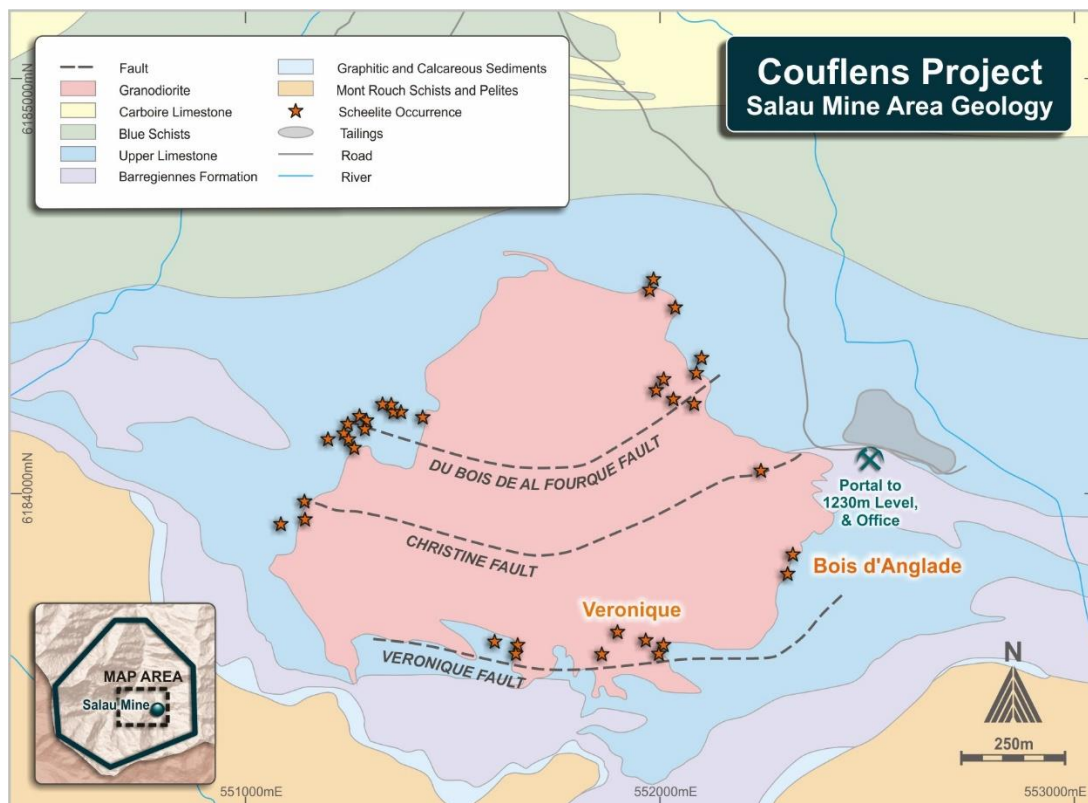 Couflens Project
Salau Mine Area Geology
Fault
Granodiorite
Carboire Limestone
Blue Schists
Upper Limestone
Barregiennes Formation
Graphitic and Calcareous Sediments
Mont Rouch Schists and Pelites
Scheelite Occurrence
Tailings
Road
River
6185000mN
6184000mN
DU BOIS DE AL FOURQUE FAULT
CHRISTINE FAULT
Portal to
1230m Level,
& Office
Bois d'Anglade
Veronique
VERONIQUE FAULT
MAP AREA
Salau Mine
N
250m
551000mE
552000mE
553000mE